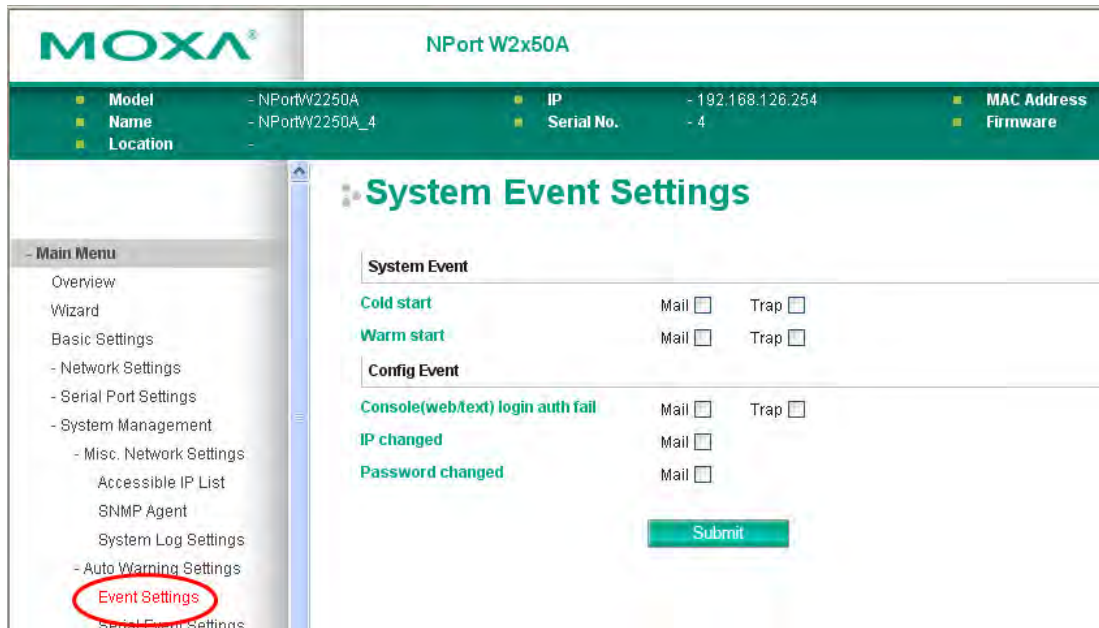 MOXA®
NPort W2x50A
Model - NPortW2250A IP - 192.168.126.254 MAC Address
Name - NPortW2250A_4 Serial No. - 4 Firmware
Location -
System Event Settings
- Main Menu
Overview
Wizard
Basic Settings
- Network Settings
- Serial Port Settings
- System Management
- Misc. Network Settings
Accessible IP List
SNMP Agent
System Log Settings
- Auto Warning Settings
Event Settings
Serial Event Settings
System Event
Cold start Mail Trap
Warm start Mail Trap
Config Event
Console(web/text) login auth fail Mail Trap
IP changed Mail
Password changed Mail
Submit